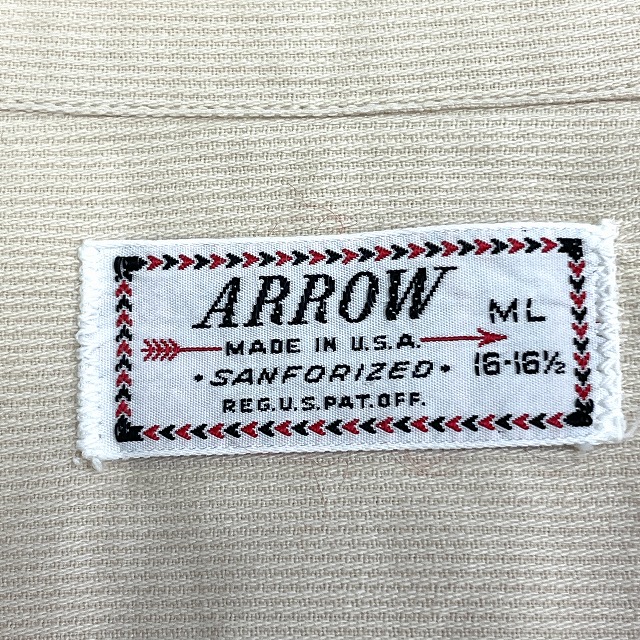 ARROW
MADE IN U.S.A.
•SANFORIZED•
REG.U.S.PAT.OFF.
ML
16-16½